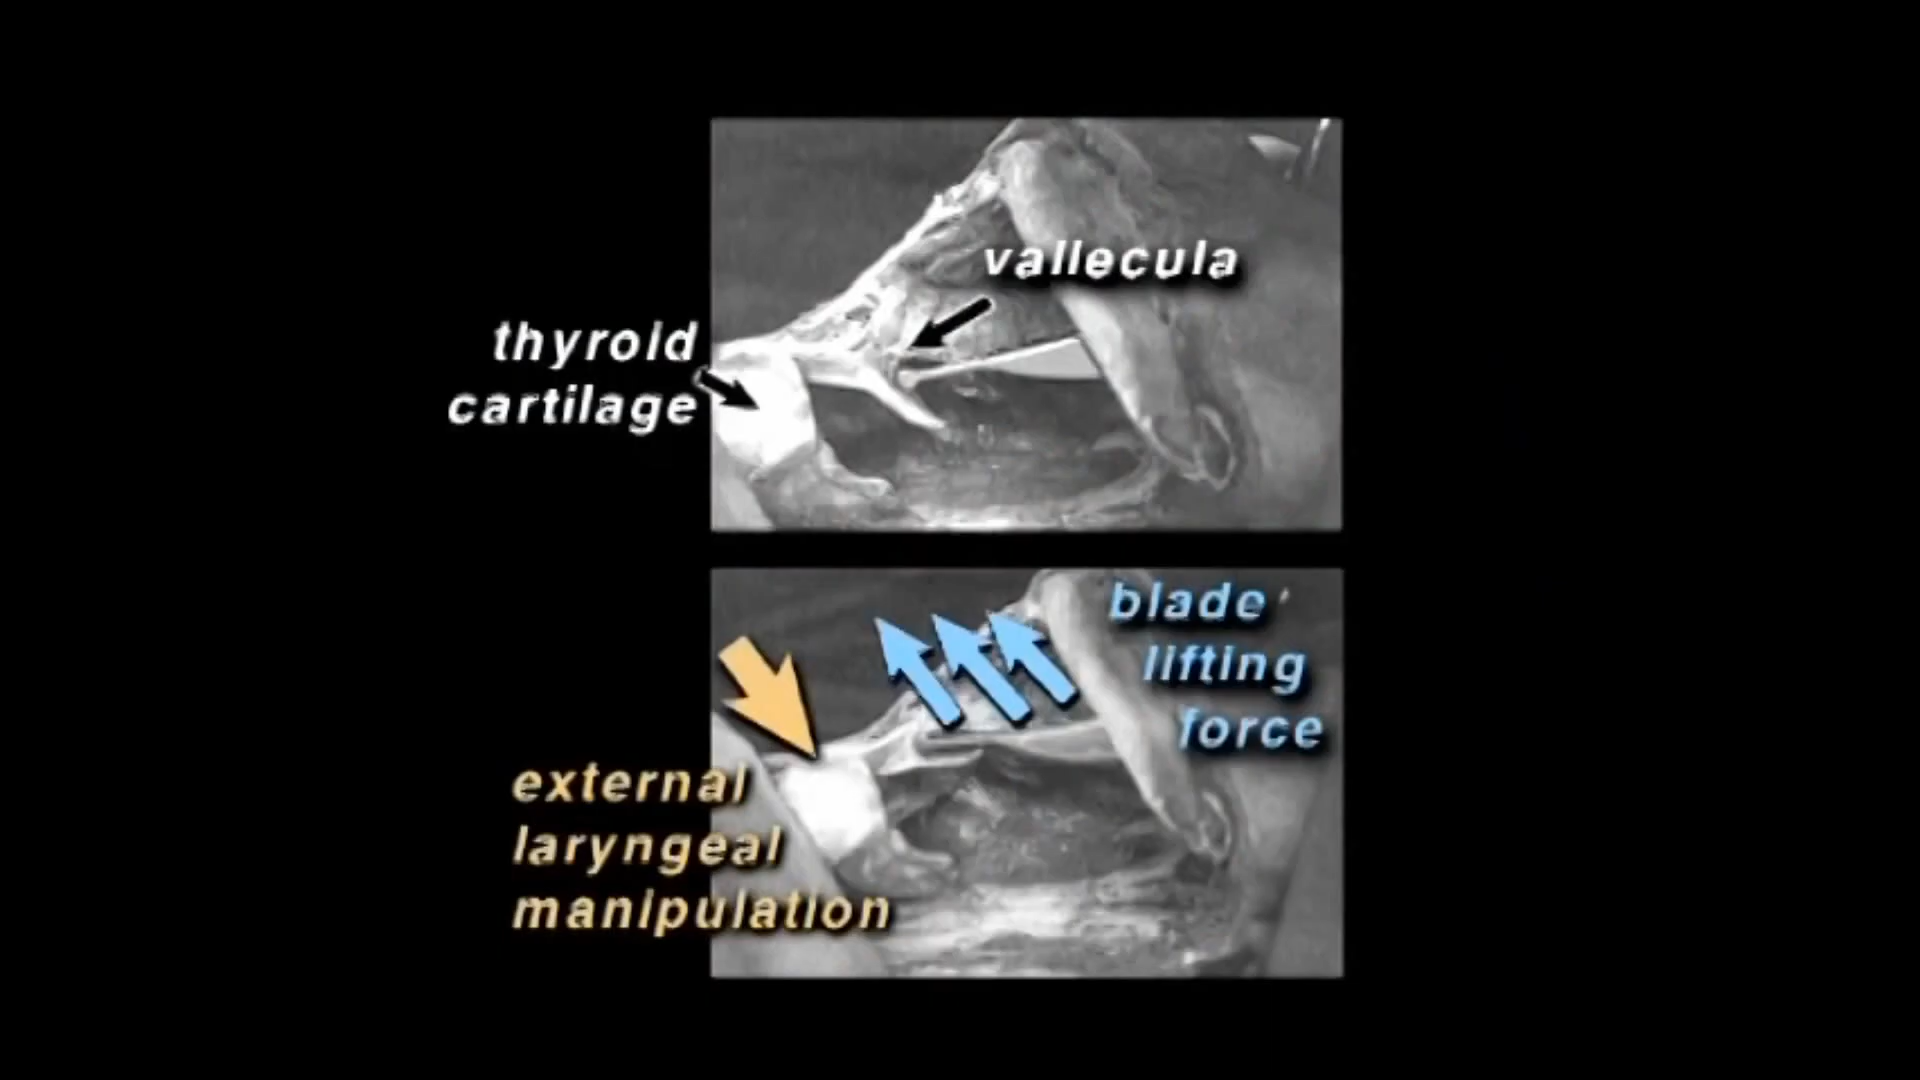 vallecula
thyroid
cartilage
blade
lifting
force
external
laryngeal
manipulation